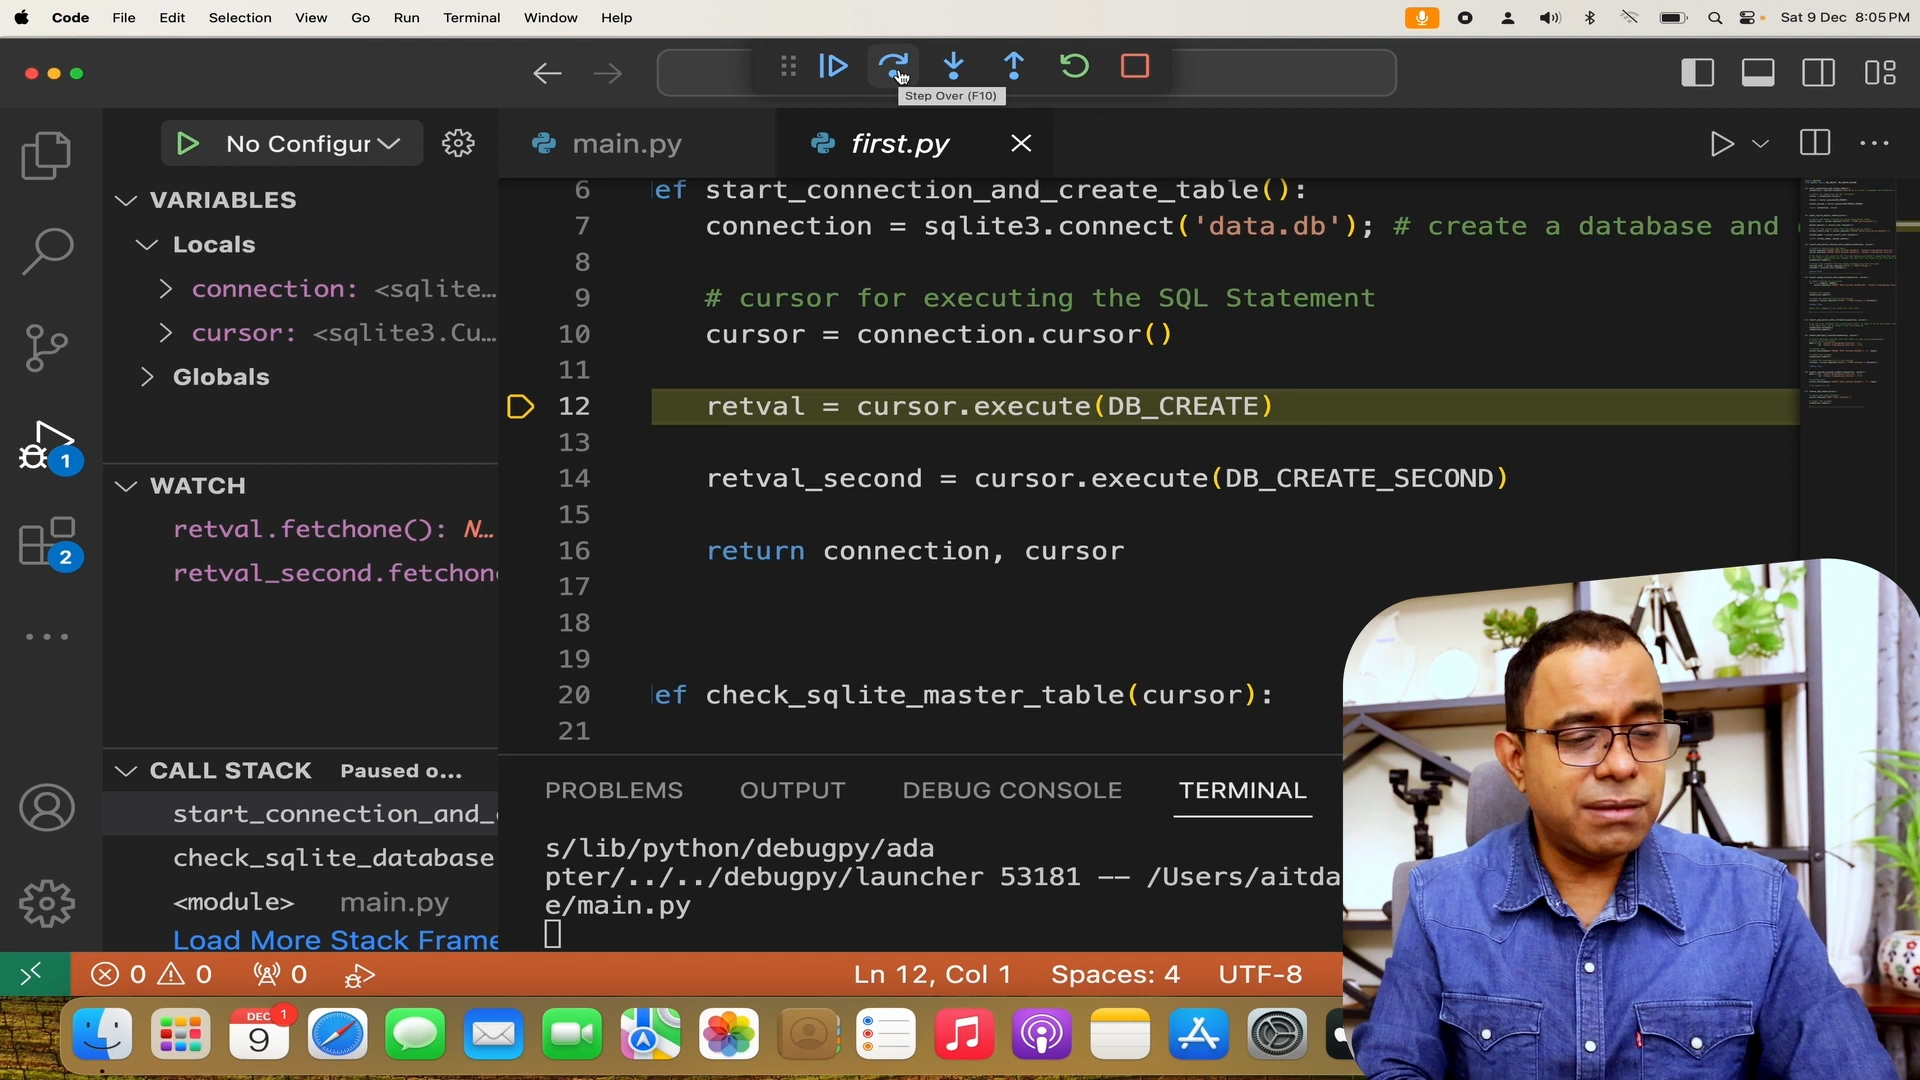 Code File Edit Selection View Go Run Terminal Window Help
Sat 9 Dec 8:05 PM
Step Over (F10)
No Configur
main.py
first.py
VARIABLES
Locals
connection: <sqlite…
cursor: <sqlite3.Cu…
Globals
WATCH
retval.fetchone(): N…
retval_second.fetchon
CALL STACK Paused o…
start_connection_and_
check_sqlite_database
<module> main.py
Load More Stack Frame
1
2
6 ef start_connection_and_create_table():
7 connection = sqlite3.connect('data.db'); # create a database and
8
9 # cursor for executing the SQL Statement
10 cursor = connection.cursor()
11
12 retval = cursor.execute(DB_CREATE)
13
14 retval_second = cursor.execute(DB_CREATE_SECOND)
15
16 return connection, cursor
17
18
19
20 ef check_sqlite_master_table(cursor):
21
PROBLEMS OUTPUT DEBUG CONSOLE TERMINAL
s/lib/python/debugpy/ada
pter/../../debugpy/launcher 53181 -- /Users/aitda
e/main.py
0 0 0
Ln 12, Col 1 Spaces: 4 UTF-8
DEC 1
9